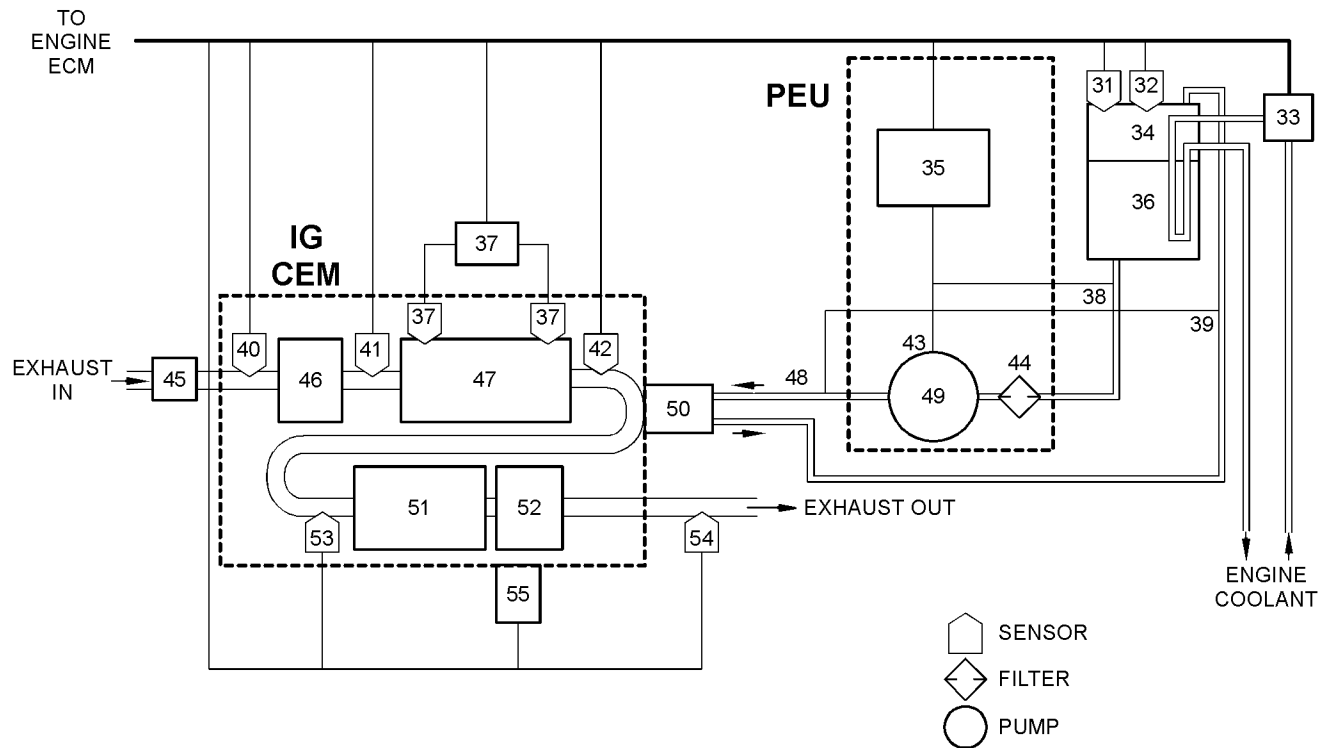 TO
ENGINE
ECM
PEU
31
32
33
34
35
36
37
IG
CEM
37
37
38
39
40
41
42
43
44
EXHAUST
IN
45
46
47
48
49
50
51
52
EXHAUST OUT
53
54
55
ENGINE
COOLANT
SENSOR
FILTER
PUMP